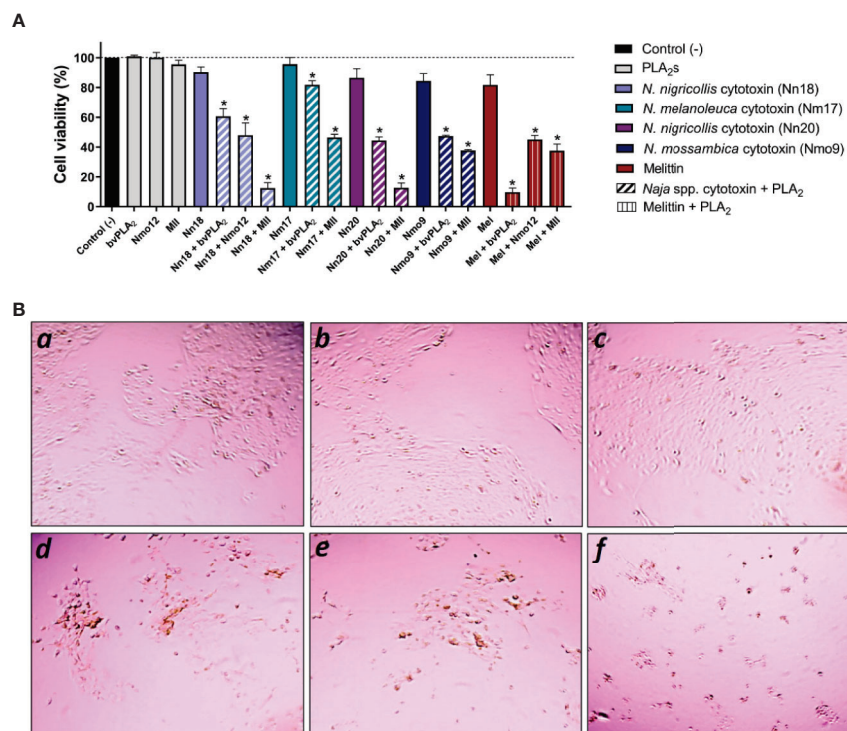 A
Cell viability (%)
100
80
60
40
20
0
Control (-)
bvPLA₂
Nmo12
MII
Nn18
Nn18 + bvPLA₂
Nn18 + Nmo12
Nn18 + MII
Nm17
Nm17 + bvPLA₂
Nm17 + MII
Nn20
Nn20 + bvPLA₂
Nn20 + MII
Nmo9
Nmo9 + bvPLA₂
Nmo9 + MII
Mel
Mel + bvPLA₂
Mel + Nmo12
Mel + MII
* * * * * * * * * * * *
Control (-)
PLA₂s
N. nigricollis cytotoxin (Nn18)
N. melanoleuca cytotoxin (Nm17)
N. nigricollis cytotoxin (Nn20)
N. mossambica cytotoxin (Nmo9)
Melittin
Naja spp. cytotoxin + PLA₂
Melittin + PLA₂
B
a
b
c
d
e
f